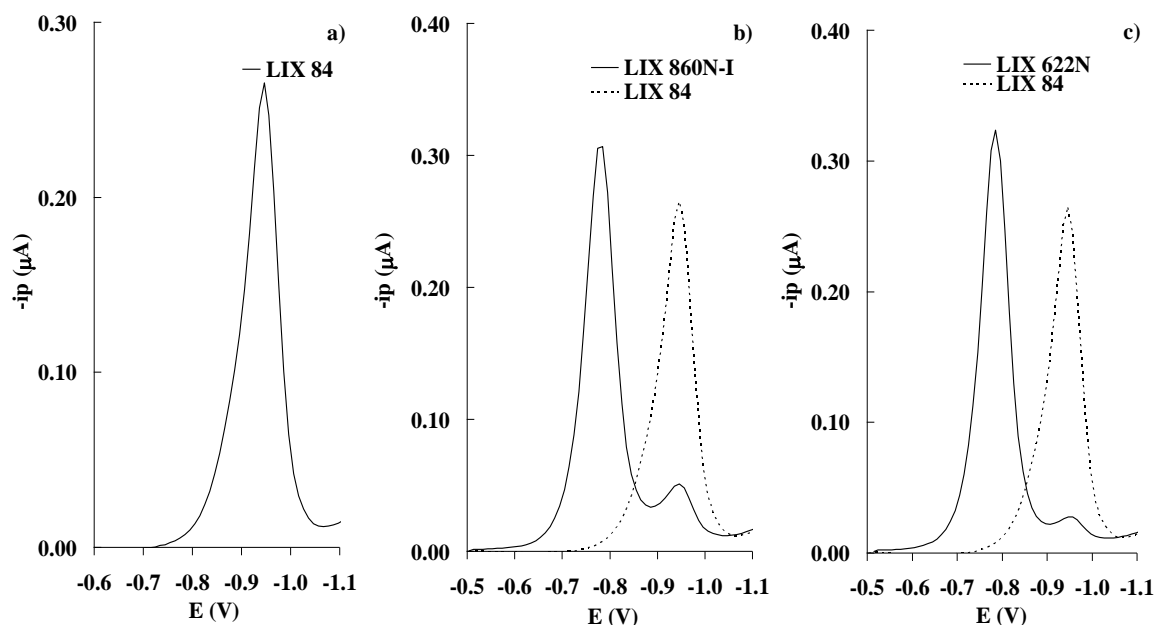 a)
LIX 84
0.30
0.20
0.10
0.00
-ip (µA)
-0.6 -0.7 -0.8 -0.9 -1.0 -1.1
E (V)
b)
LIX 860N-I
LIX 84
0.40
0.30
0.20
0.10
0.00
-ip (µA)
-0.5 -0.6 -0.7 -0.8 -0.9 -1.0 -1.1
E (V)
c)
LIX 622N
LIX 84
0.40
0.30
0.20
0.10
0.00
-ip (µA)
-0.5 -0.6 -0.7 -0.8 -0.9 -1.0 -1.1
E (V)